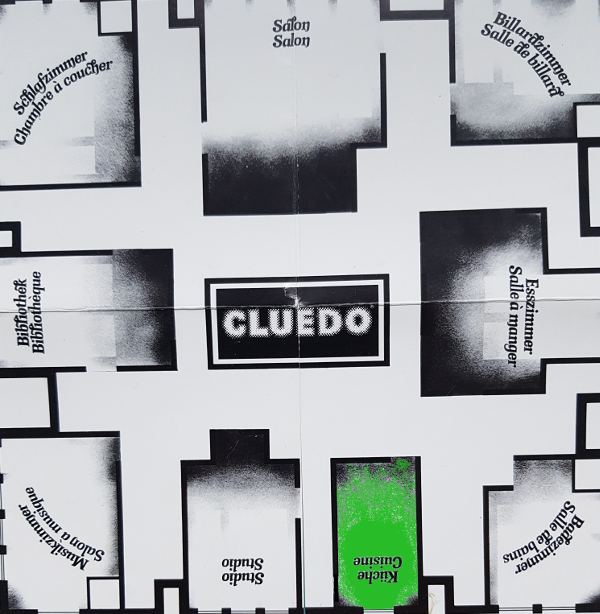 Salon
Salon
Schlafzimmer
Chambre à coucher
Billardzimmer
Salle de billard
Bibliothek
Bibliothèque
CLUEDO
Esszimmer
Salle à manger
Musikzimmer
Salon a musique
Studio
Studio
Küche
Cuisine
Badezimmer
Salle de bains